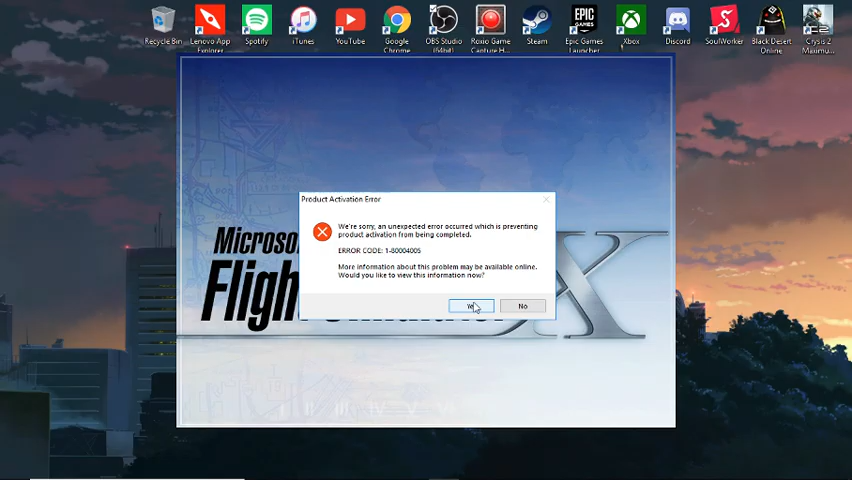 Recycle Bin
Lenovo App
Explorer
Spotify
iTunes
YouTube
Google
Chrome
OBS Studio
(64bit)
Roxio Game
Capture H...
Steam
Epic Games
Launcher
Xbox
Discord
SoulWorker
Black Desert
Online
Crysis 2
Maximu...
Product Activation Error
We're sorry, an unexpected error occurred which is preventing
product activation from being completed.
ERROR CODE: 1-80004005
More information about this problem may be available online.
Would you like to view this information now?
No
Microso
Fligh
X